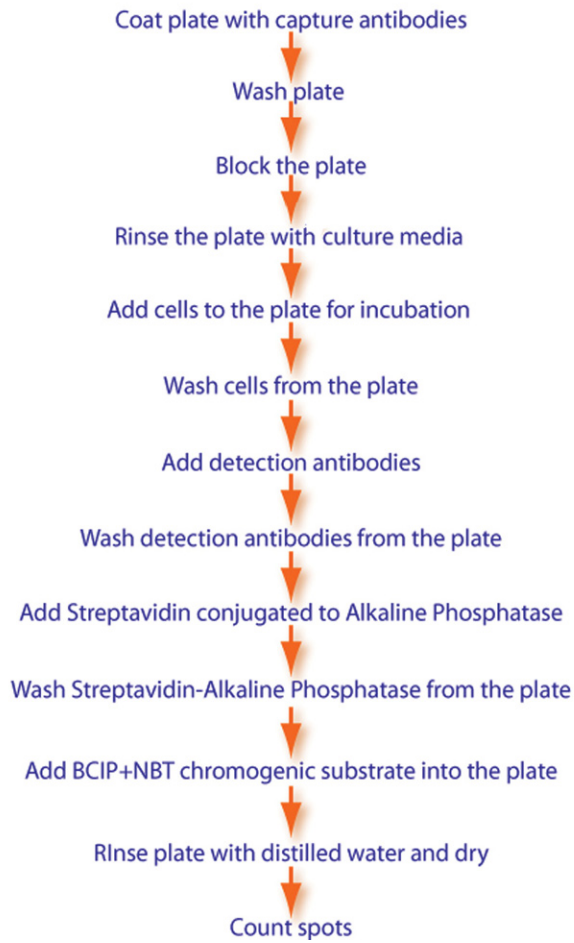 Coat plate with capture antibodies
Wash plate
Block the plate
Rinse the plate with culture media
Add cells to the plate for incubation
Wash cells from the plate
Add detection antibodies
Wash detection antibodies from the plate
Add Streptavidin conjugated to Alkaline Phosphatase
Wash Streptavidin-Alkaline Phosphatase from the plate
Add BCIP+NBT chromogenic substrate into the plate
RInse plate with distilled water and dry
Count spots